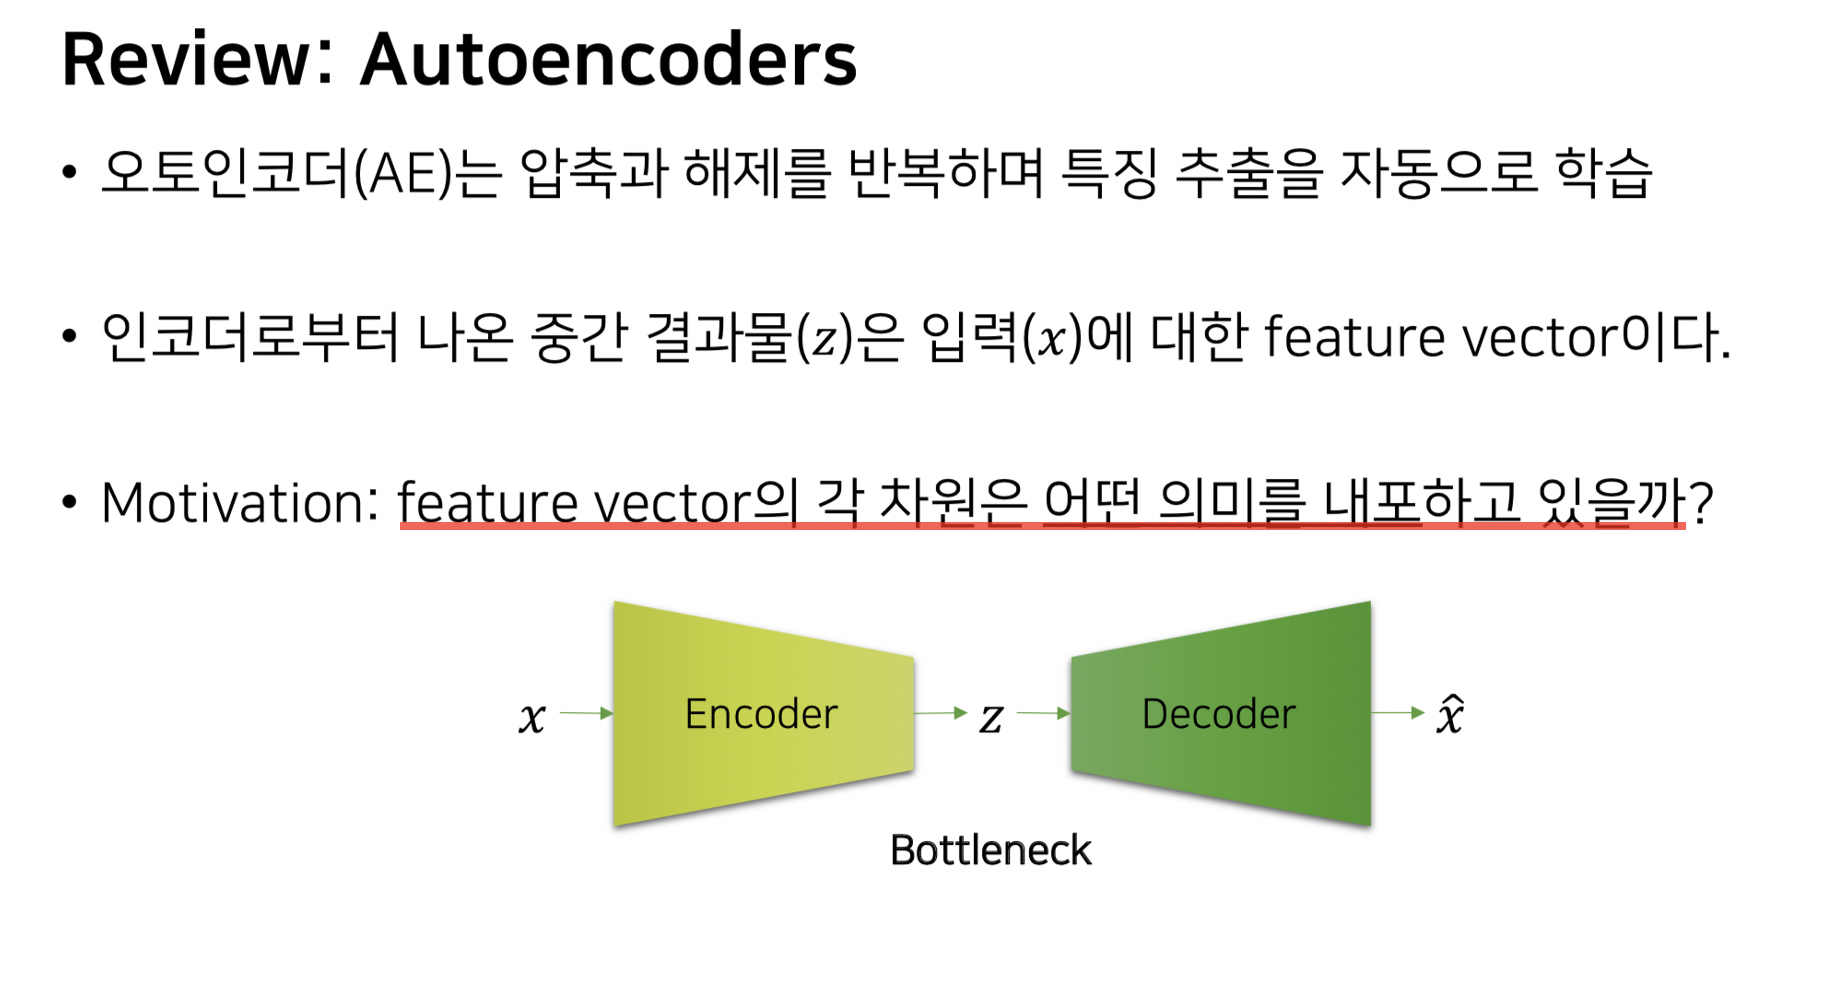 Review: Autoencoders
• 오토인코더(AE)는 압축과 해제를 반복하며 특징 추출을 자동으로 학습
• 인코더로부터 나온 중간 결과물(z)은 입력(x)에 대한 feature vector이다.
• Motivation: feature vector의 각 차원은 어떤 의미를 내포하고 있을까?
x Encoder z Decoder x̂
Bottleneck